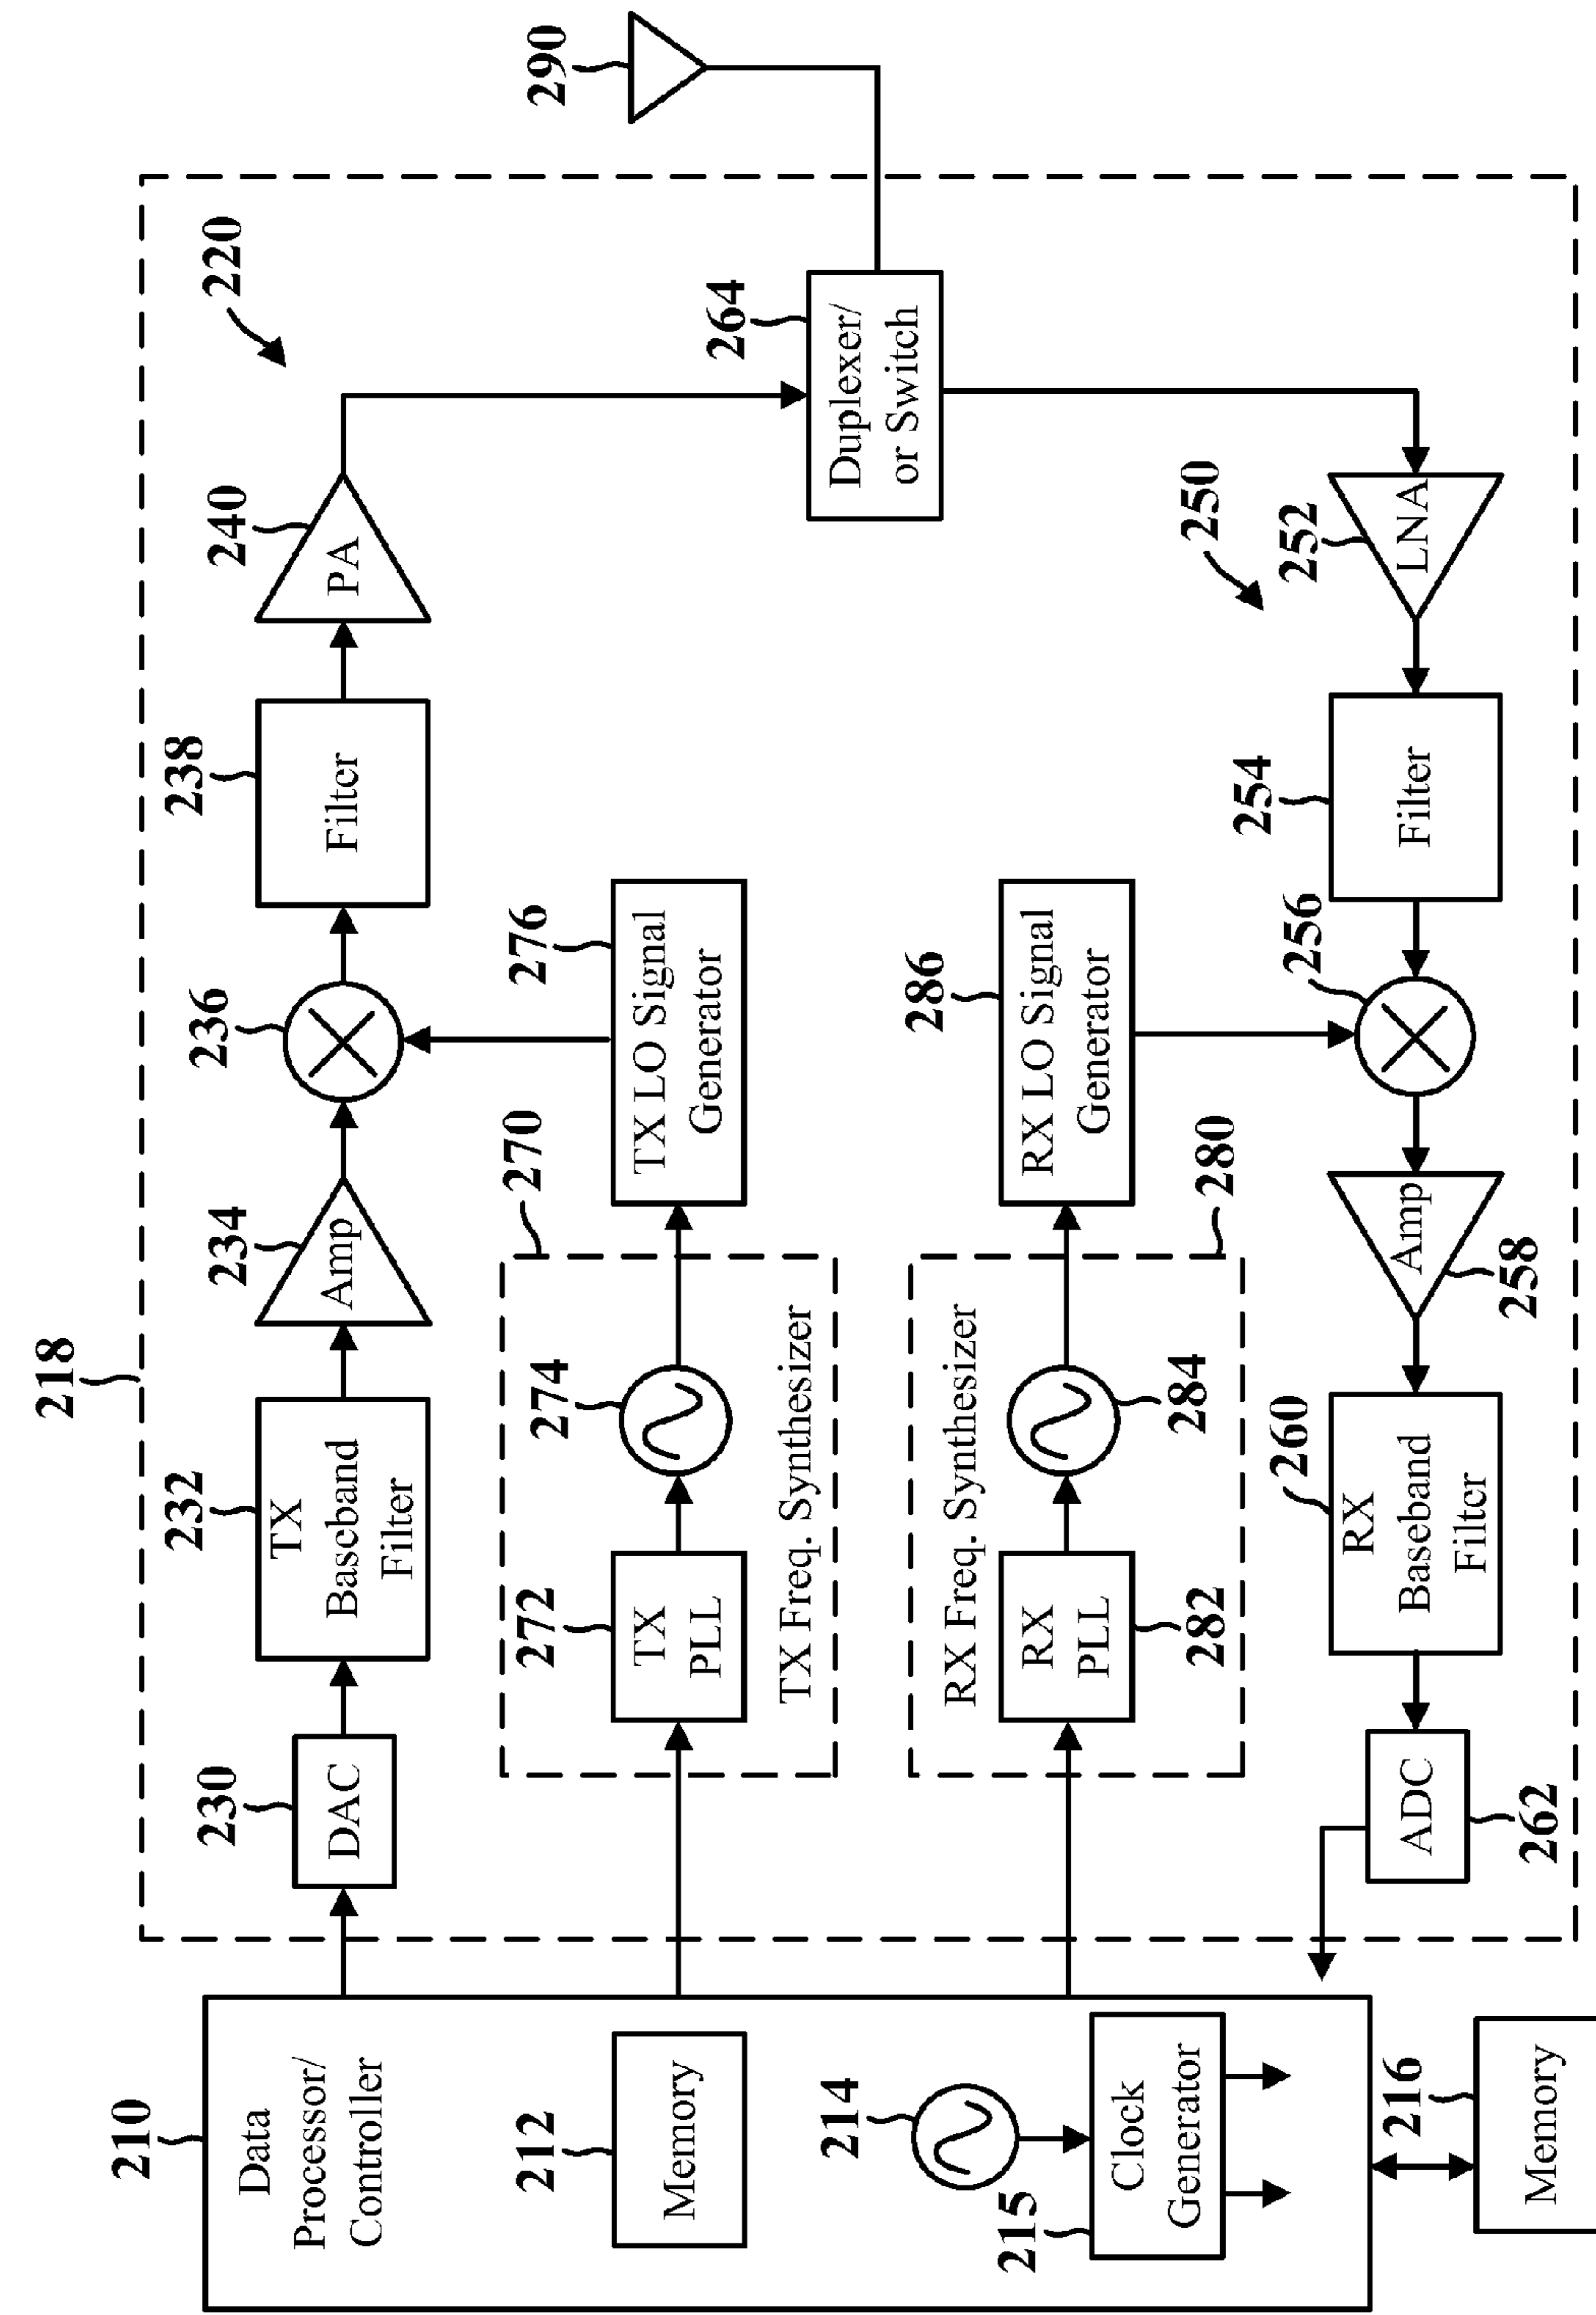 218
220
210
Data
Processor/
Controller
230
DAC
232
TX
Baseband
Filter
234
Amp
236
238
Filter
240
PA
290
212
Memory
272
TX
PLL
274
270
TX Freq. Synthesizer
276
TX LO Signal
Generator
264
Duplexer/
or Switch
214
215
Clock
Generator
RX Freq. Synthesizer
282
RX
PLL
284
280
286
RX LO Signal
Generator
250
216
Memory
262
ADC
260
RX
Baseband
Filter
258
Amp
256
254
Filter
252
LNA